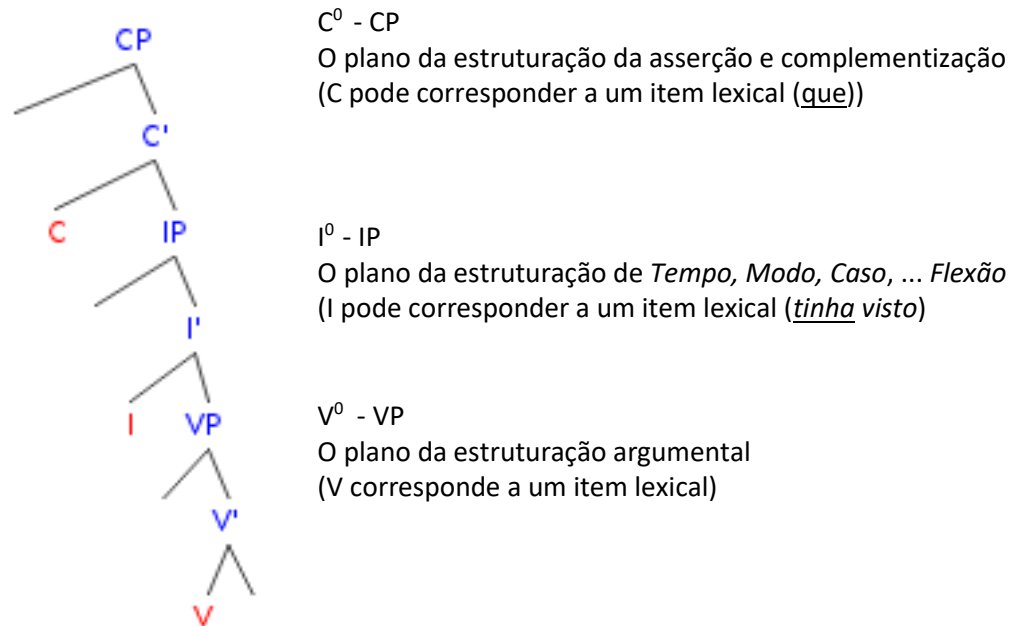 CP
C'
C
IP
I'
I
VP
V'
V
C⁰ - CP
O plano da estruturação da asserção e complementização
(C pode corresponder a um item lexical (que))
I⁰ - IP
O plano da estruturação de Tempo, Modo, Caso, ... Flexão
(I pode corresponder a um item lexical (tinha visto)
V⁰ - VP
O plano da estruturação argumental
(V corresponde a um item lexical)